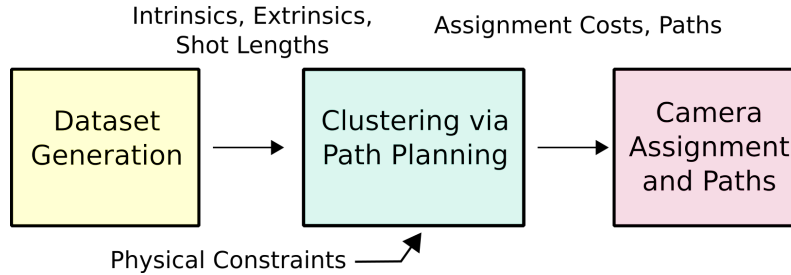 Intrinsics, Extrinsics,
Shot Lengths
Assignment Costs, Paths
Dataset
Generation
Clustering via
Path Planning
Camera
Assignment
and Paths
Physical Constraints